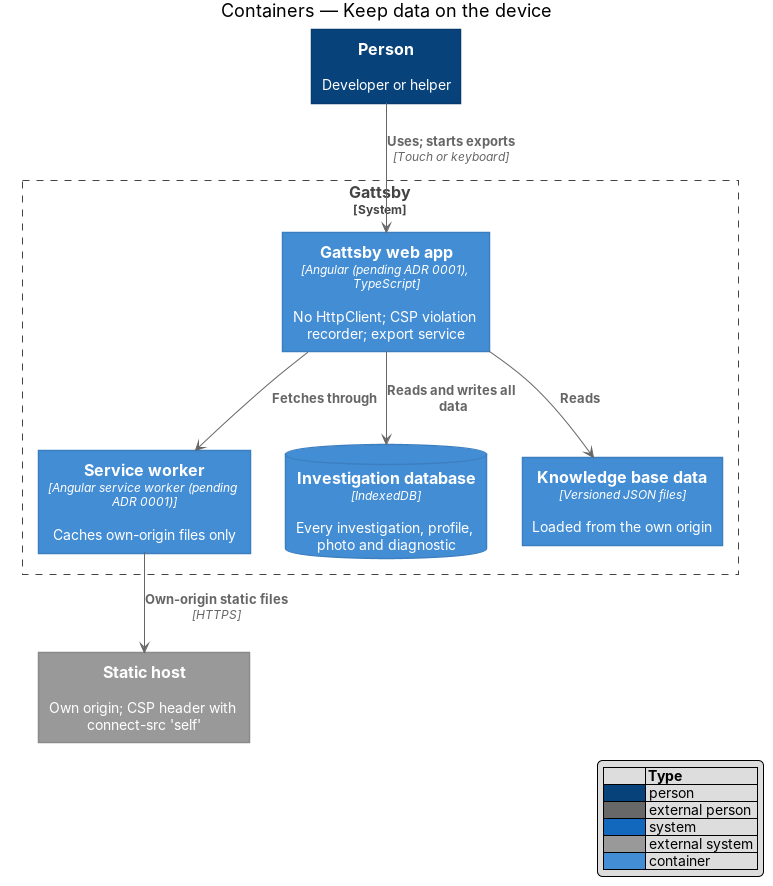 Containers — Keep data on the device
Person
Developer or helper
Uses; starts exports
[Touch or keyboard]
Gattsby
[System]
Gattsby web app
[Angular (pending ADR 0001),
TypeScript]
No HttpClient; CSP violation
recorder; export service
Fetches through
Reads and writes all
data
Reads
Service worker
[Angular service worker (pending
ADR 0001)]
Caches own-origin files only
Investigation database
[IndexedDB]
Every investigation, profile,
photo and diagnostic
Knowledge base data
[Versioned JSON files]
Loaded from the own origin
Own-origin static files
[HTTPS]
Static host
Own origin; CSP header with
connect-src 'self'
Type
person
external person
system
external system
container